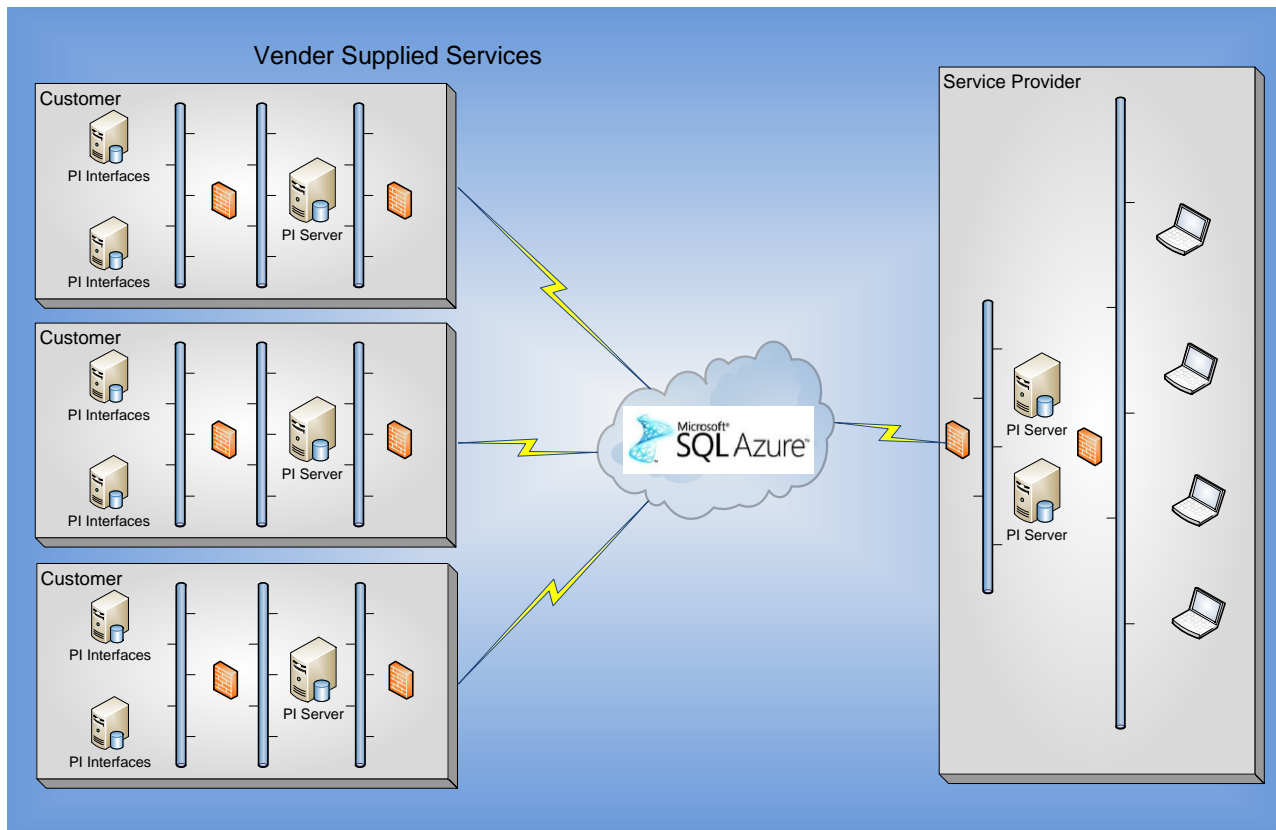 Vender Supplied Services
Customer
PI Interfaces
PI Interfaces
PI Server
Customer
PI Interfaces
PI Interfaces
PI Server
Customer
PI Interfaces
PI Interfaces
PI Server
Microsoft®
SQL Azure™
Service Provider
PI Server
PI Server